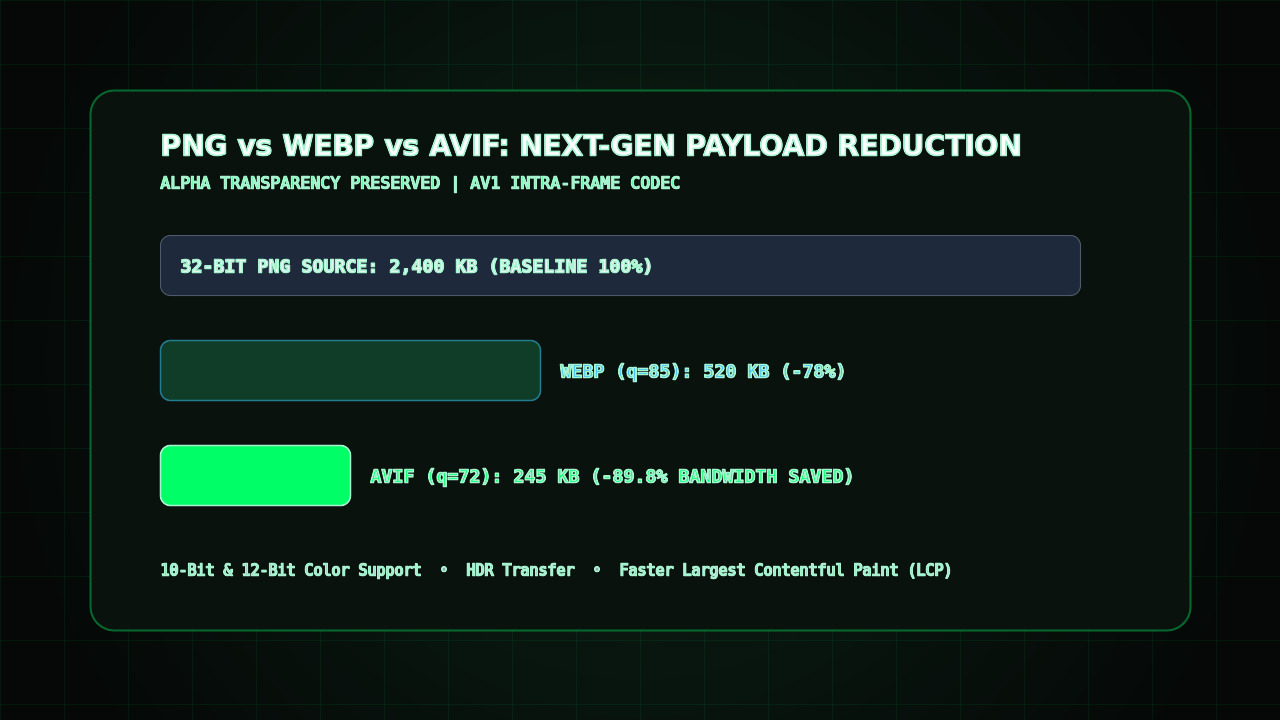 PNG vs WEBP vs AVIF: NEXT-GEN PAYLOAD REDUCTION
ALPHA TRANSPARENCY PRESERVED | AV1 INTRA-FRAME CODEC
32-BIT PNG SOURCE: 2,400 KB (BASELINE 100%)
WEBP (q=85): 520 KB (-78%)
AVIF (q=72): 245 KB (-89.8% BANDWIDTH SAVED)
10-Bit & 12-Bit Color Support • HDR Transfer • Faster Largest Contentful Paint (LCP)